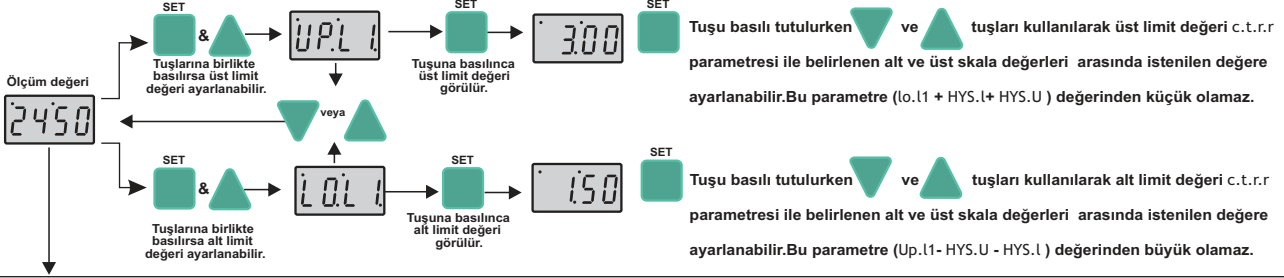 Ölçüm değeri
2450
SET
&
Tuşlarına birlikte
basılırsa üst limit
değeri ayarlanabilir.
UP.L 1.
SET
Tuşuna basılınca
üst limit değeri
görülür.
3.00
SET
Tuşu basılı tutulurken ve tuşları kullanılarak üst limit değeri c.t.r.r
parametresi ile belirlenen alt ve üst skala değerleri arasında istenilen değere
ayarlanabilir.Bu parametre (lo.l1 + HYS.l+ HYS.U ) değerinden küçük olamaz.
veya
SET
&
Tuşlarına birlikte
basılırsa alt limit
değeri ayarlanabilir.
LO.L 1.
SET
Tuşuna basılınca
alt limit değeri
görülür.
1.50
SET
Tuşu basılı tutulurken ve tuşları kullanılarak alt limit değeri c.t.r.r
parametresi ile belirlenen alt ve üst skala değerleri arasında istenilen değere
ayarlanabilir.Bu parametre (Up.l1- HYS.U - HYS.l ) değerinden büyük olamaz.